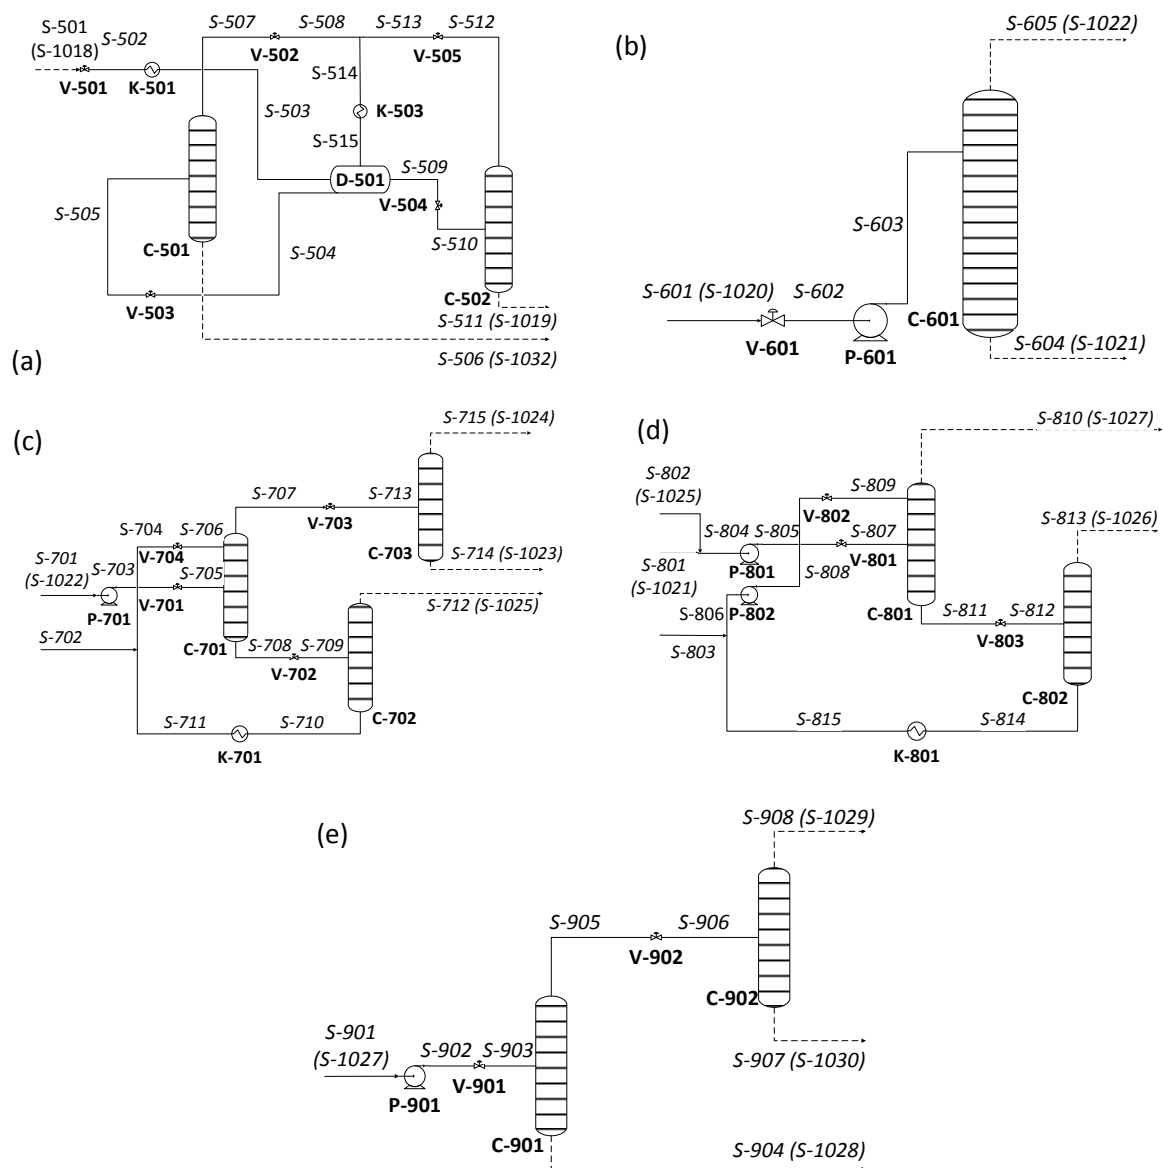 S-507
S-508
S-513
S-512
S-501
(S-1018)
S-502
V-502
V-505
V-501
K-501
S-514
S-503
K-503
S-515
D-501
S-509
V-504
S-505
C-501
S-504
S-510
V-503
C-502
S-511 (S-1019)
S-506 (S-1032)
(a)
(b)
S-605 (S-1022)
S-603
S-601 (S-1020)
S-602
C-601
V-601
P-601
S-604 (S-1021)
(c)
S-715 (S-1024)
S-707
S-713
V-703
S-704
S-706
V-704
C-703
S-701
(S-1022)
S-703
S-705
S-714 (S-1023)
P-701
V-701
S-712 (S-1025)
S-702
C-701
S-708
S-709
V-702
C-702
S-711
S-710
K-701
(d)
S-810 (S-1027)
S-802
(S-1025)
S-809
V-802
S-813 (S-1026)
S-804
S-805
S-807
V-801
S-801
(S-1021)
P-801
S-808
S-806
P-802
C-801
S-811
S-812
V-803
S-803
C-802
S-815
S-814
K-801
(e)
S-908 (S-1029)
S-905
S-906
V-902
C-902
S-901
(S-1027)
S-902
S-903
V-901
P-901
S-907 (S-1030)
C-901
S-904 (S-1028)